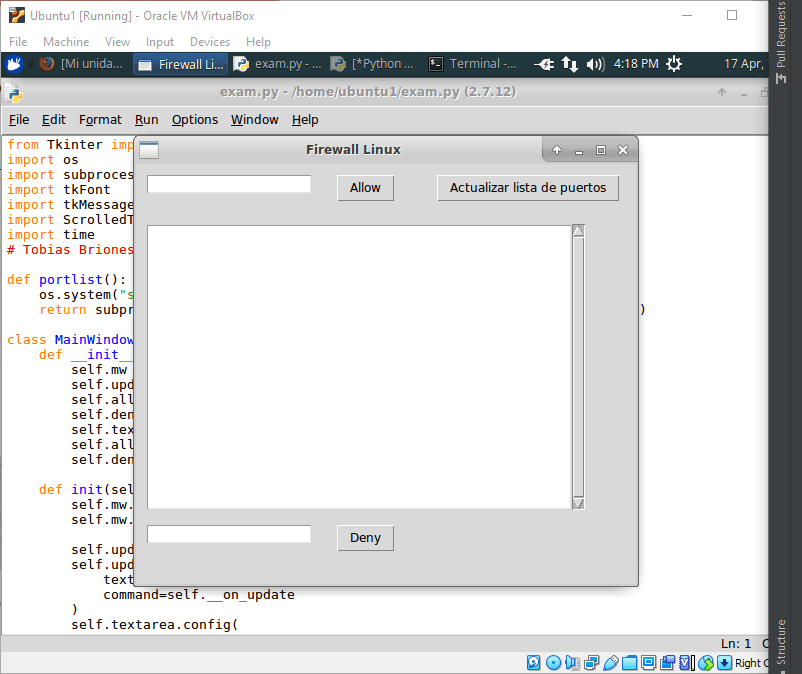 Ubuntu1 [Running] - Oracle VM VirtualBox
File Machine View Input Devices Help
[Mi unida... Firewall Li... exam.py - ... [*Python ... Terminal -... 4:18 PM 17 Apr,
exam.py - /home/ubuntu1/exam.py (2.7.12)
File Edit Format Run Options Window Help
from Tkinter imp
import os
import subproces
import tkFont
import tkMessage
import ScrolledT
import time
# Tobias Briones
def portlist():
os.system("s
return subpr )
class MainWindow
def __init__
self.mw
self.upd
self.all
self.den
self.tex
self.all
self.den
def init(sel
self.mw.
self.mw.
self.upd
self.upd
text
command=self.__on_update
)
self.textarea.config(
Firewall Linux
Allow
Actualizar lista de puertos
Deny
Ln: 1 C
Right C
Pull Requests
Structure